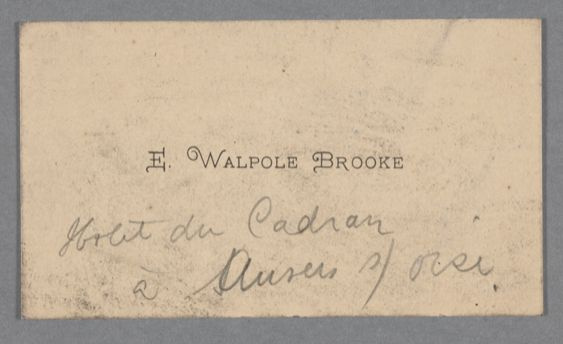 E. WALPOLE BROOKE
Hotel du Cadran
à Auvers s/ oise.